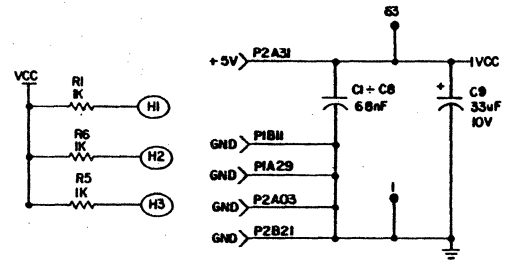 VCC
R1
1K
H1
R6
1K
H2
R5
1K
H3
63
+5V P2A31
VCC
C1÷C8
68nF
+ C9
33uF
10V
GND P1B11
GND P1A29
GND P2A03
1
GND P2B21